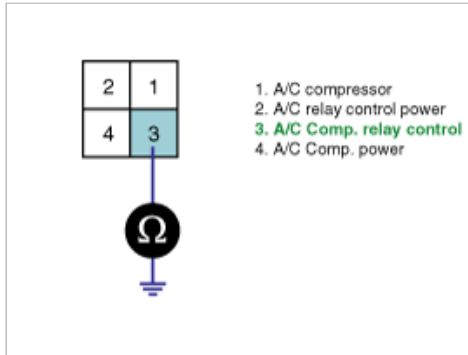 2 1
4 3
Ω
1. A/C compressor
2. A/C relay control power
3. A/C Comp. relay control
4. A/C Comp. power